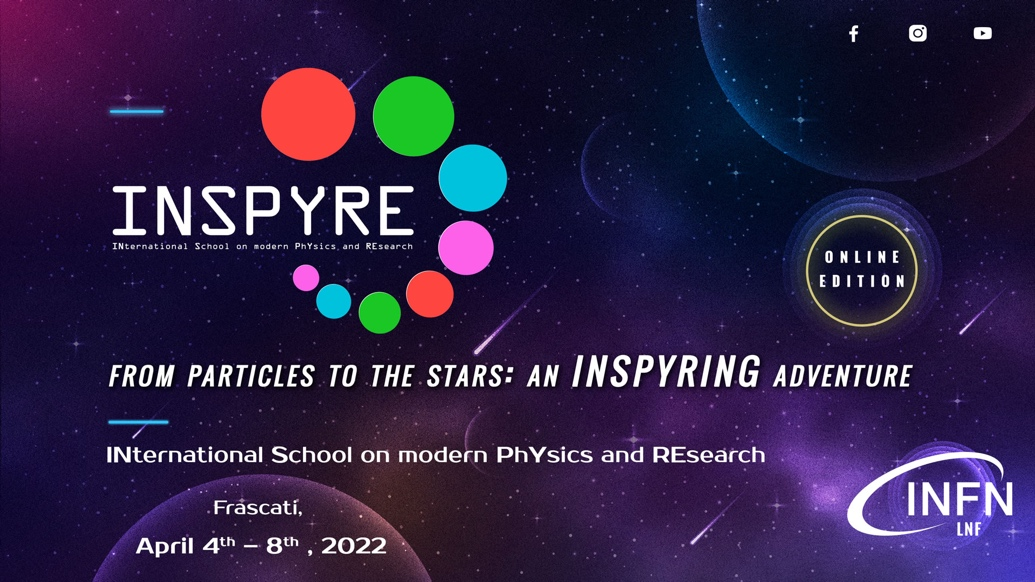 INSPYRE
INternational School on modern PhYsics and REsearch
ONLINE
EDITION
FROM PARTICLES TO THE STARS: AN INSPYRING ADVENTURE
INternational School on modern PhYsics and REsearch
Frascati,
April 4th – 8th , 2022
INFN
LNF